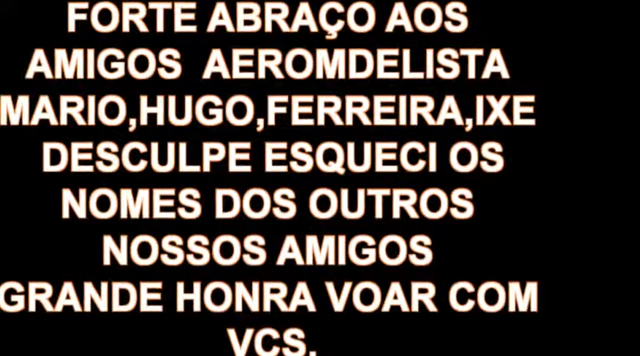 FORTE ABRAÇO AOS
AMIGOS AEROMDELISTA
MARIO,HUGO,FERREIRA,IXE
DESCULPE ESQUECI OS
NOMES DOS OUTROS
NOSSOS AMIGOS
GRANDE HONRA VOAR COM
VCS.